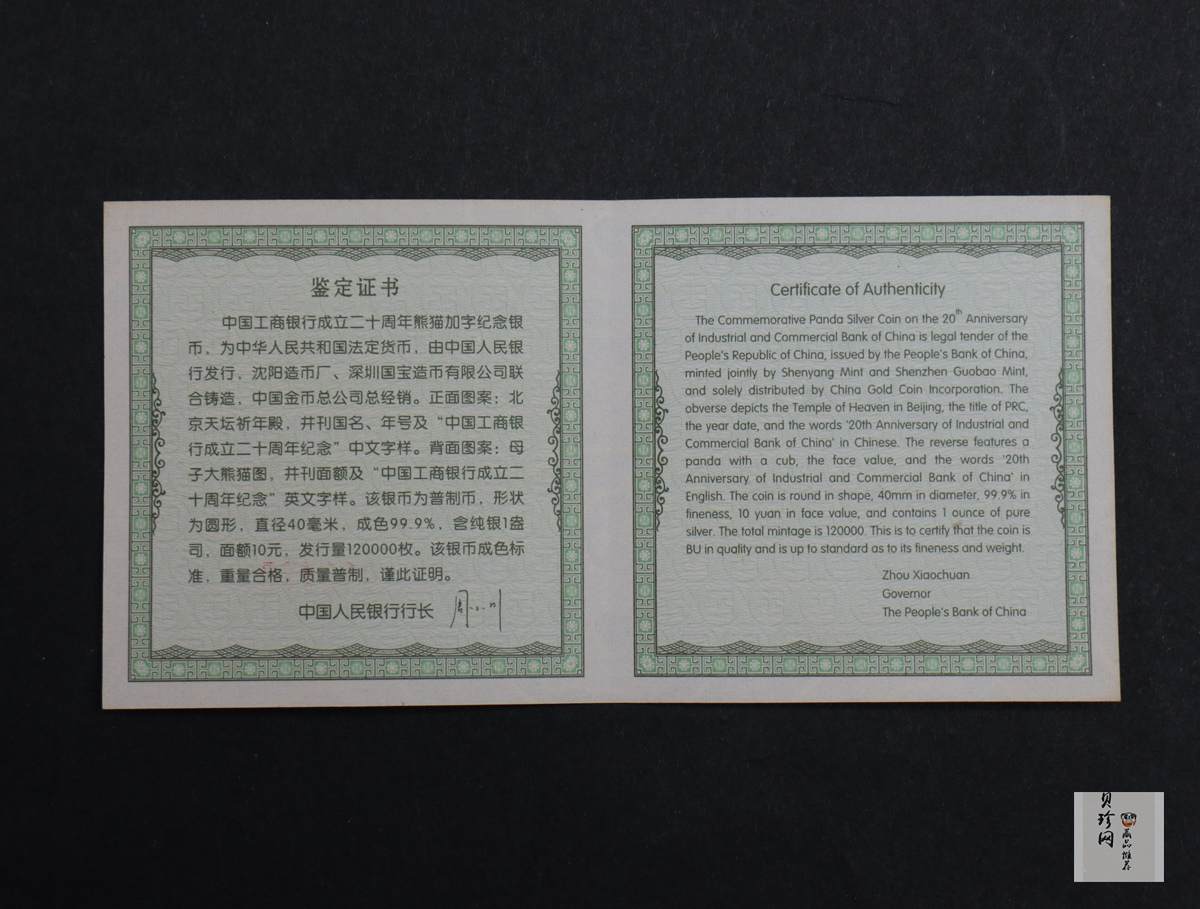 鉴定证书
中国工商银行成立二十周年熊猫加字纪念银
币，为中华人民共和国法定货币，由中国人民银
行发行，沈阳造币厂、深圳国宝造币有限公司联
合铸造，中国金币总公司总经销。正面图案：北
京天坛祈年殿，并刊国名、年号及“中国工商银
行成立二十周年纪念”中文字样。背面图案：母
子大熊猫图，并刊面额及“中国工商银行成立二
十周年纪念”英文字样。该银币为普制币，形状
为圆形，直径40毫米，成色99.9%，含纯银1盎
司，面额10元，发行量120000枚。该银币成色标
准，重量合格，质量普制，谨此证明。
中国人民银行行长 周小川
Certificate of Authenticity
The Commemorative Panda Silver Coin on the 20th Anniversary
of Industrial and Commercial Bank of China is legal tender of the
People's Republic of China, issued by the People's Bank of China,
minted jointly by Shenyang Mint and Shenzhen Guobao Mint,
and solely distributed by China Gold Coin Incorporation. The
obverse depicts the Temple of Heaven in Beijing, the title of PRC,
the year date, and the words '20th Anniversary of Industrial and
Commercial Bank of China' in Chinese. The reverse features a
panda with a cub, the face value, and the words '20th
Anniversary of Industrial and Commercial Bank of China' in
English. The coin is round in shape, 40mm in diameter, 99.9% in
fineness, 10 yuan in face value, and contains 1 ounce of pure
silver. The total mintage is 120000. This is to certify that the coin is
BU in quality and is up to standard as to its fineness and weight.
Zhou Xiaochuan
Governor
The People's Bank of China
贝珍网
藏品推荐